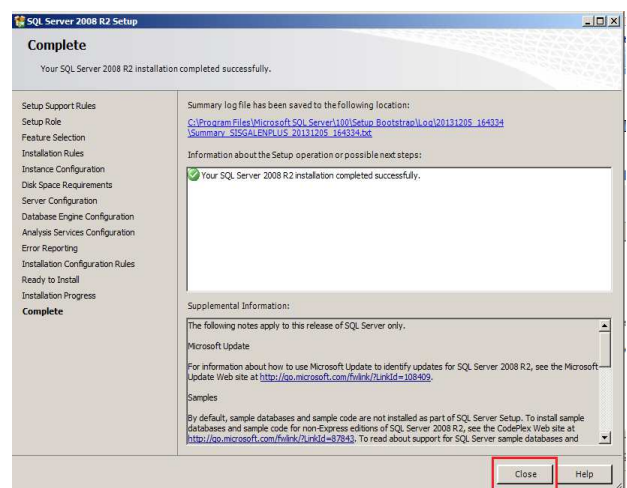 SQL Server 2008 R2 Setup
Complete
Your SQL Server 2008 R2 installation completed successfully.
Setup Support Rules
Setup Role
Feature Selection
Installation Rules
Instance Configuration
Disk Space Requirements
Server Configuration
Database Engine Configuration
Analysis Services Configuration
Error Reporting
Installation Configuration Rules
Ready to Install
Installation Progress
Complete
Summary log file has been saved to the following location:
C:\Program Files\Microsoft SQL Server\100\Setup Bootstrap\Log\20131205_164334
\Summary_SISGALENPLUS_20131205_164334.txt
Information about the Setup operation or possible next steps:
Your SQL Server 2008 R2 installation completed successfully.
Supplemental Information:
The following notes apply to this release of SQL Server only.
Microsoft Update
For information about how to use Microsoft Update to identify updates for SQL Server 2008 R2, see the Microsoft
Update Web site at http://go.microsoft.com/fwlink/?LinkId=108409.
Samples
By default, sample databases and sample code are not installed as part of SQL Server Setup. To install sample
databases and sample code for non-Express editions of SQL Server 2008 R2, see the CodePlex Web site at
http://go.microsoft.com/fwlink/?LinkId=87843. To read about support for SQL Server sample databases and
Close
Help